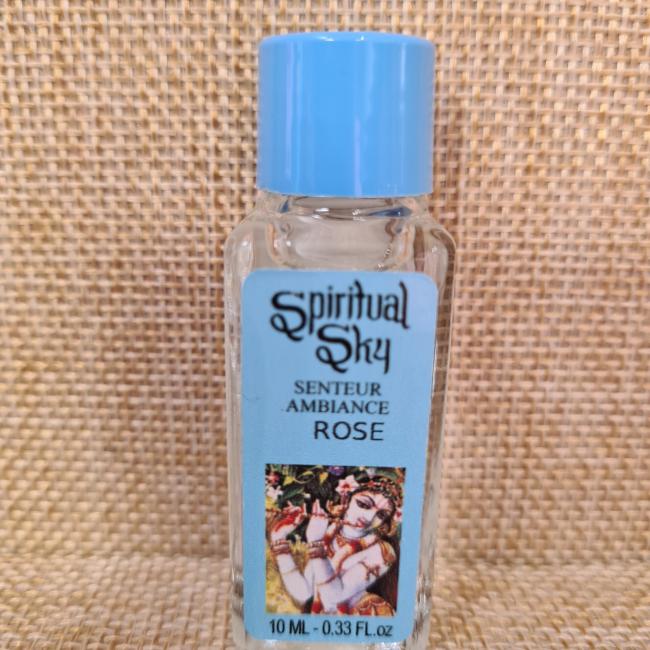 Spiritual
Sky
SENTEUR
AMBIANCE
ROSE
10 ML - 0.33 FL.oz